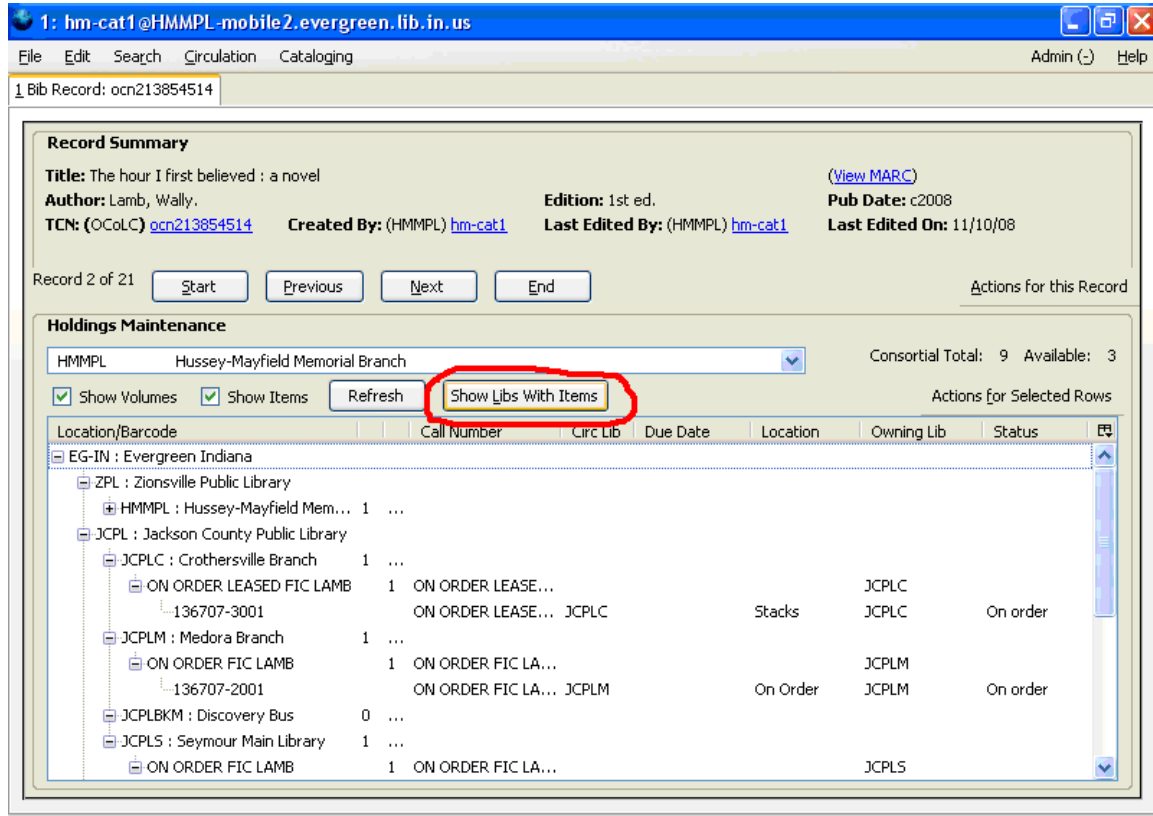 1: hm-cat1@HMMPL-mobile2.evergreen.lib.in.us
File Edit Search Circulation Cataloging Admin (-) Help
1 Bib Record: ocn213854514
Record Summary
Title: The hour I first believed : a novel (View MARC)
Author: Lamb, Wally. Edition: 1st ed. Pub Date: c2008
TCN: (OCoLC) ocn213854514 Created By: (HMMPL) hm-cat1 Last Edited By: (HMMPL) hm-cat1 Last Edited On: 11/10/08
Record 2 of 21 Start Previous Next End Actions for this Record
Holdings Maintenance
HMMPL Hussey-Mayfield Memorial Branch Consortial Total: 9 Available: 3
Show Volumes Show Items Refresh Show Libs With Items Actions for Selected Rows
Location/Barcode Call Number Circ Lib Due Date Location Owning Lib Status
EG-IN : Evergreen Indiana
ZPL : Zionsville Public Library
HMMPL : Hussey-Mayfield Mem... 1 ...
JCPL : Jackson County Public Library
JCPLC : Crothersville Branch 1 ...
ON ORDER LEASED FIC LAMB 1 ON ORDER LEASE... JCPLC
136707-3001 ON ORDER LEASE... JCPLC Stacks JCPLC On order
JCPLM : Medora Branch 1 ...
ON ORDER FIC LAMB 1 ON ORDER FIC LA... JCPLM
136707-2001 ON ORDER FIC LA... JCPLM On Order JCPLM On order
JCPLBKM : Discovery Bus 0 ...
JCPLS : Seymour Main Library 1 ...
ON ORDER FIC LAMB 1 ON ORDER FIC LA... JCPLS